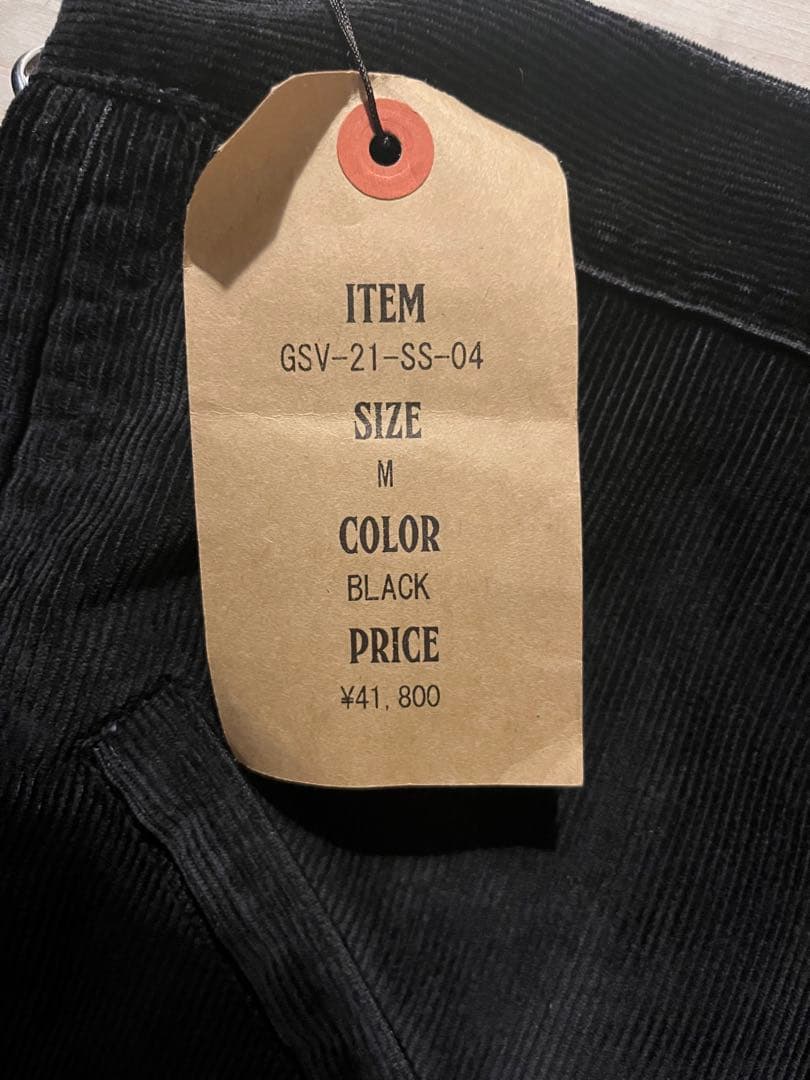 ITEM
GSV-21-SS-04
SIZE
M
COLOR
BLACK
PRICE
¥41,800